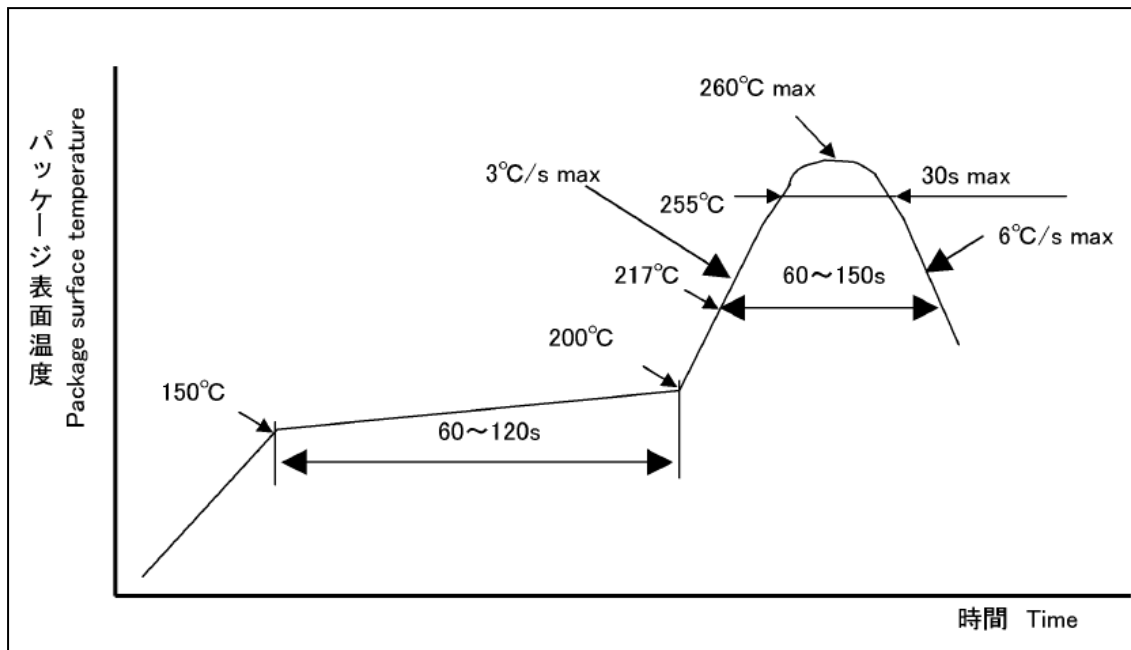 パッケージ表面温度
Package surface temperature
260℃ max
3℃/s max
30s max
255℃
6℃/s max
217℃
60～150s
200℃
150℃
60～120s
時間 Time